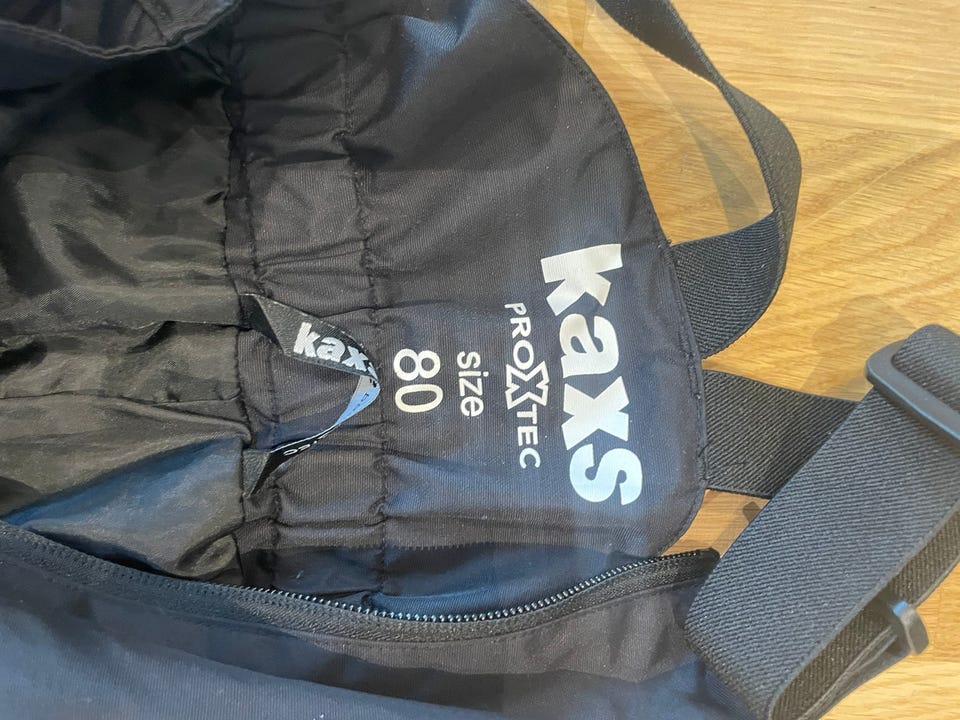 kaxs
PROXTEC
size
80
kaxs